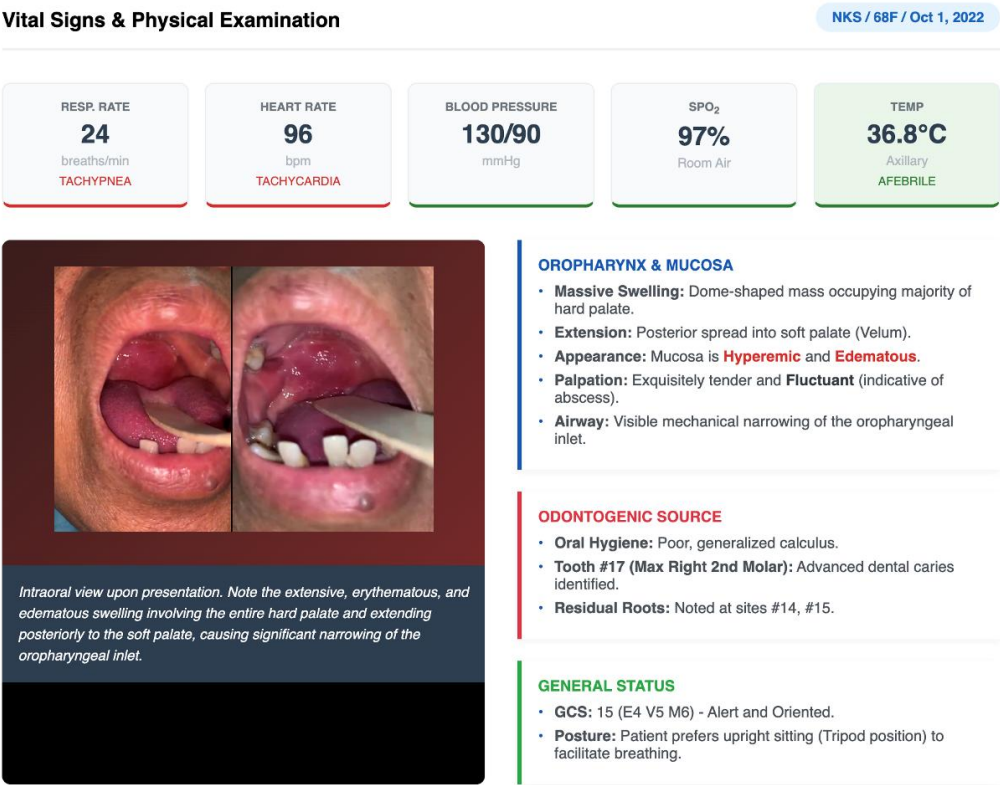 Vital Signs & Physical Examination
NKS / 68F / Oct 1, 2022
RESP. RATE
24
breaths/min
TACHYPNEA
HEART RATE
96
bpm
TACHYCARDIA
BLOOD PRESSURE
130/90
mmHg
SPO₂
97%
Room Air
TEMP
36.8°C
Axillary
AFEBRILE
Intraoral view upon presentation. Note the extensive, erythematous, and
edematous swelling involving the entire hard palate and extending
posteriorly to the soft palate, causing significant narrowing of the
oropharyngeal inlet.
OROPHARYNX & MUCOSA
• Massive Swelling: Dome-shaped mass occupying majority of
hard palate.
• Extension: Posterior spread into soft palate (Velum).
• Appearance: Mucosa is Hyperemic and Edematous.
• Palpation: Exquisitely tender and Fluctuant (indicative of
abscess).
• Airway: Visible mechanical narrowing of the oropharyngeal
inlet.
ODONTOGENIC SOURCE
• Oral Hygiene: Poor, generalized calculus.
• Tooth #17 (Max Right 2nd Molar): Advanced dental caries
identified.
• Residual Roots: Noted at sites #14, #15.
GENERAL STATUS
• GCS: 15 (E4 V5 M6) - Alert and Oriented.
• Posture: Patient prefers upright sitting (Tripod position) to
facilitate breathing.